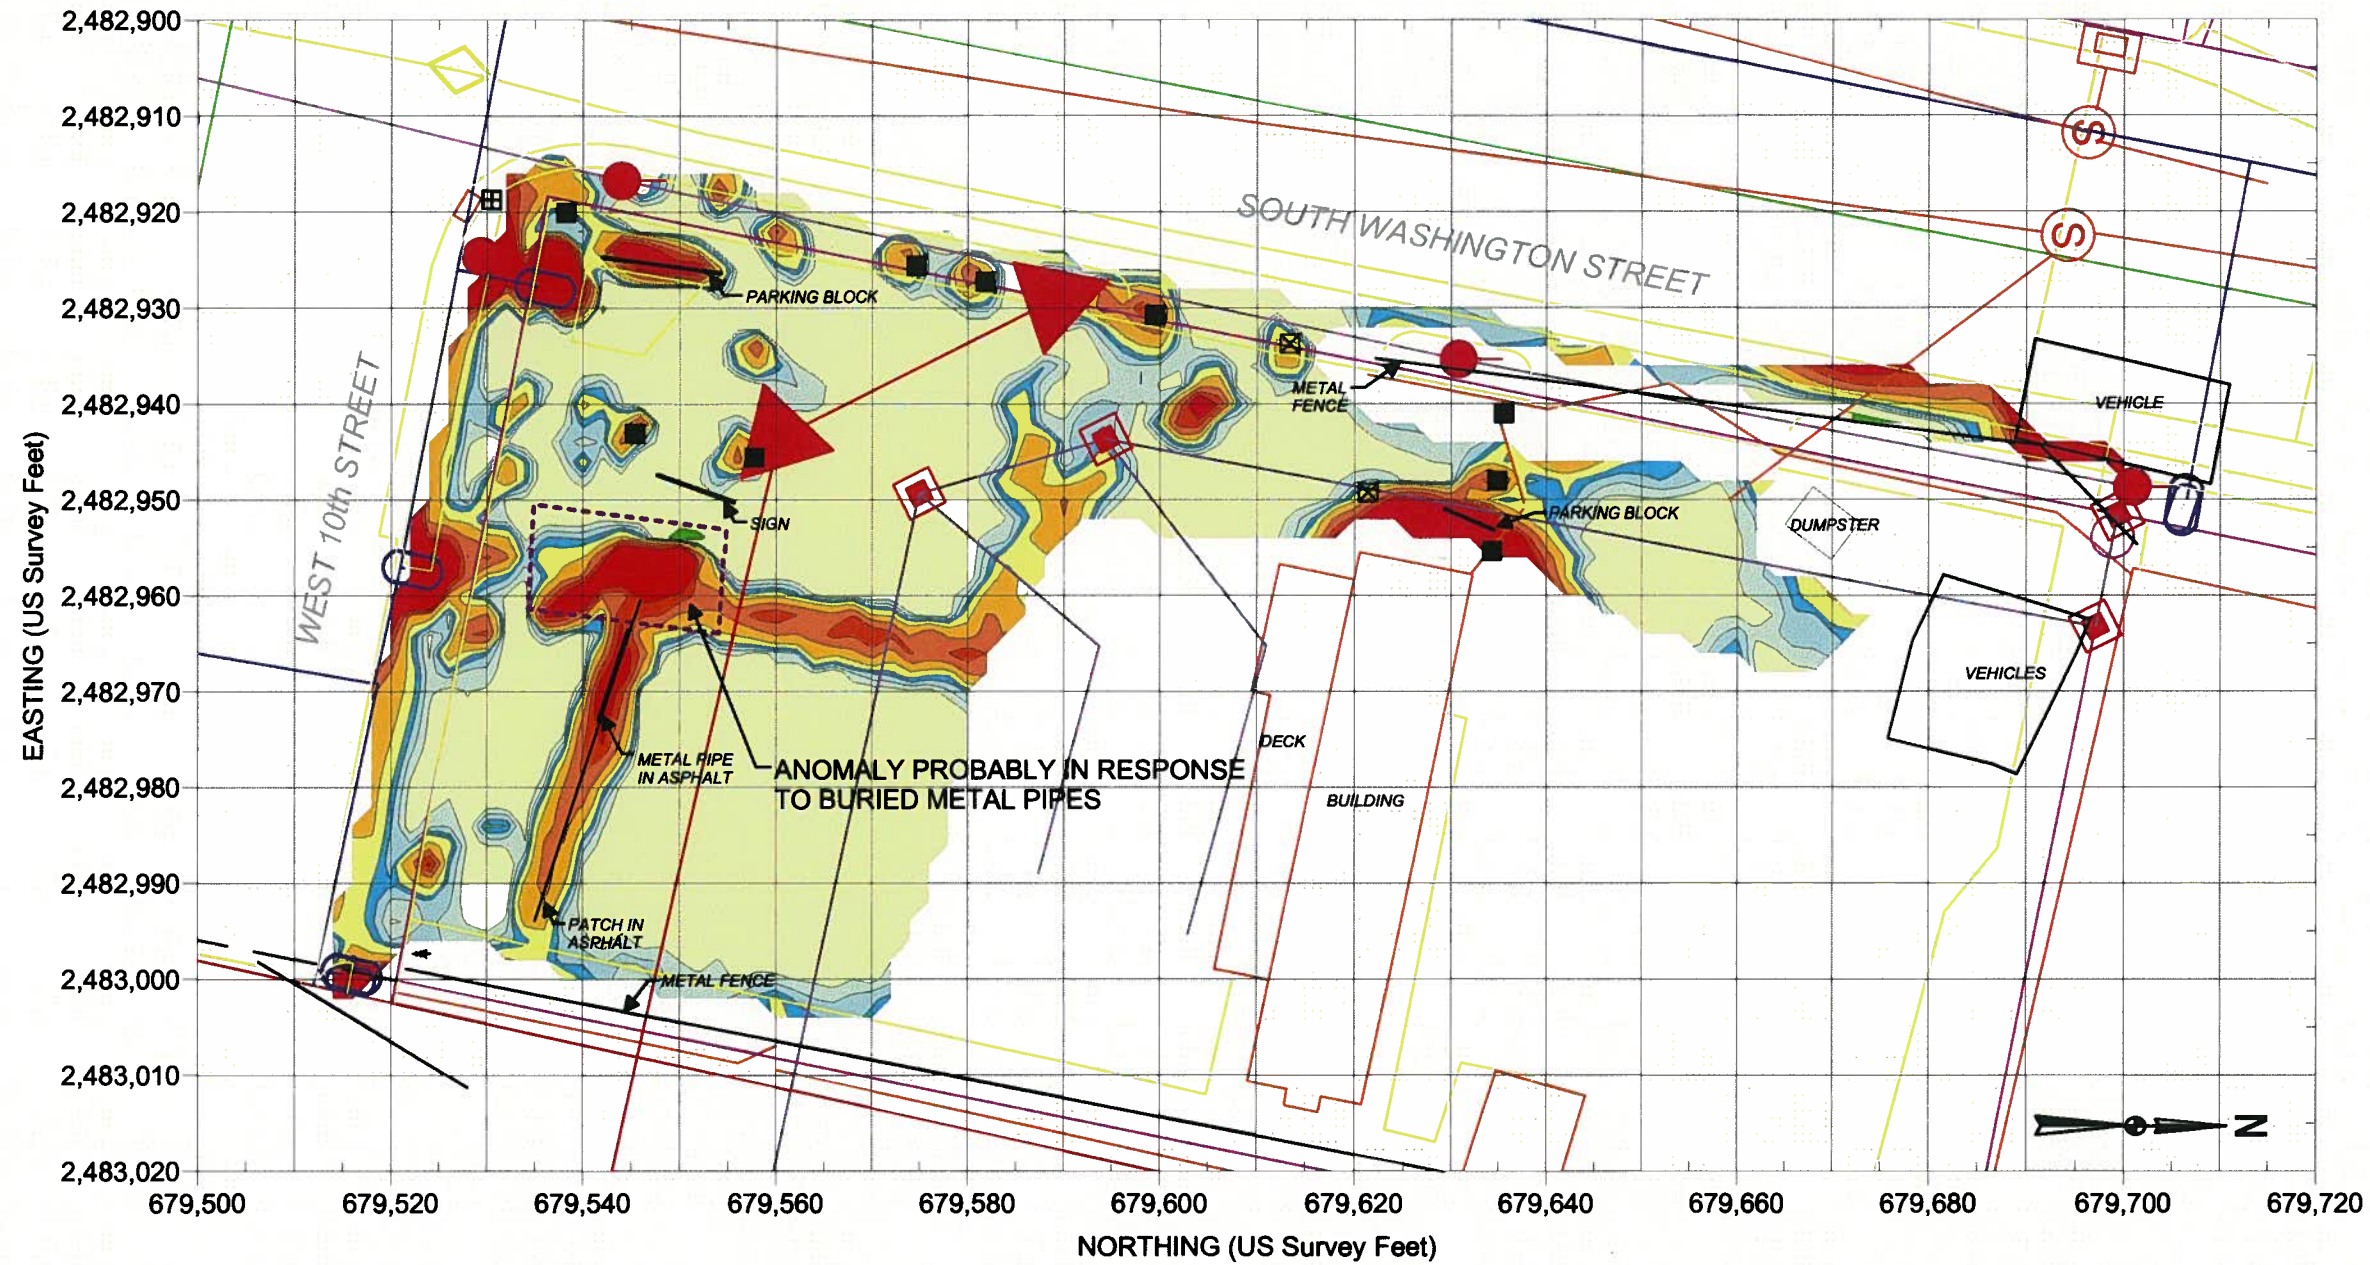 2,482,900
2,482,910
S
2,482,920
SOUTH WASHINGTON STREET
S
2,482,930
PARKING BLOCK
METAL
FENCE
VEHICLE
2,482,940
2,482,950
SIGN
PARKING BLOCK
DUMPSTER
WEST 10th STREET
EASTING (US Survey Feet)
2,482,960
VEHICLES
2,482,970
DECK
METAL PIPE
IN ASPHALT
ANOMALY PROBABLY IN RESPONSE
TO BURIED METAL PIPES
2,482,980
BUILDING
2,482,990
PATCH IN
ASPHALT
2,483,000
METAL FENCE
2,483,010
N
2,483,020
679,500
679,520
679,540
679,560
679,580
679,600
679,620
679,640
679,660
679,680
679,700
679,720
NORTHING (US Survey Feet)